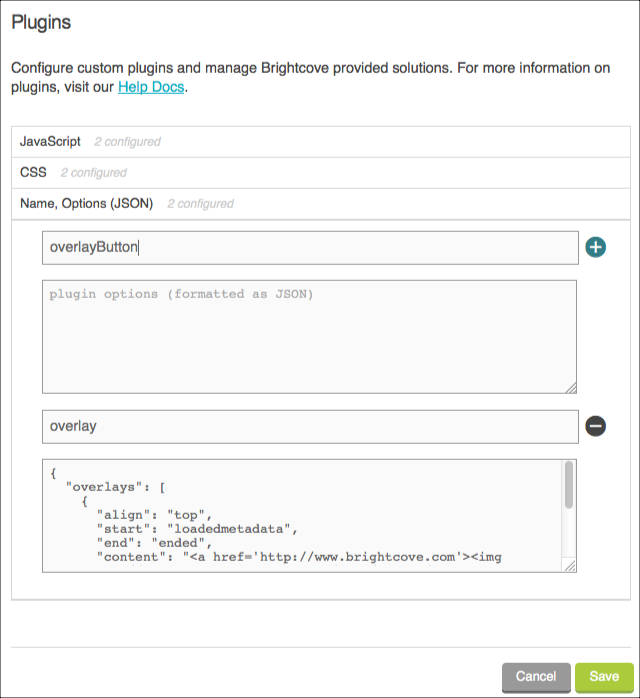 Plugins
Configure custom plugins and manage Brightcove provided solutions. For more information on
plugins, visit our Help Docs.
JavaScript 2 configured
CSS 2 configured
Name, Options (JSON) 2 configured
overlayButton
plugin options (formatted as JSON)
overlay
{
"overlays": [
{
"align": "top",
"start": "loadedmetadata",
"end": "ended",
"content": "<a href='http://www.brightcove.com'><img
Cancel Save